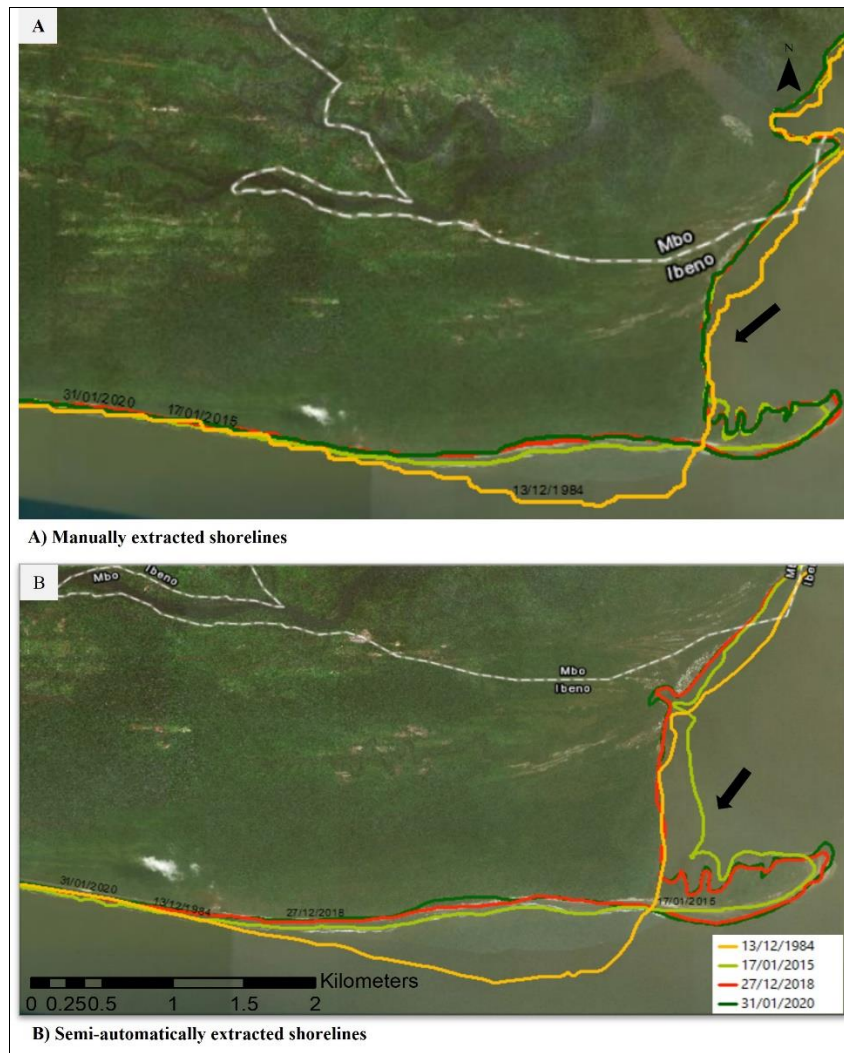 A
N
Mbo
Ibeno
31/01/2020
17/01/2015
13/12/1984
A) Manually extracted shorelines
B
Mbo
Ibeno
Mbo
Ibeno
31/01/2020
13/12/1984
27/12/2018
17/01/2015
13/12/1984
17/01/2015
27/12/2018
31/01/2020
Kilometers
0 0.25 0.5 1 1.5 2
B) Semi-automatically extracted shorelines